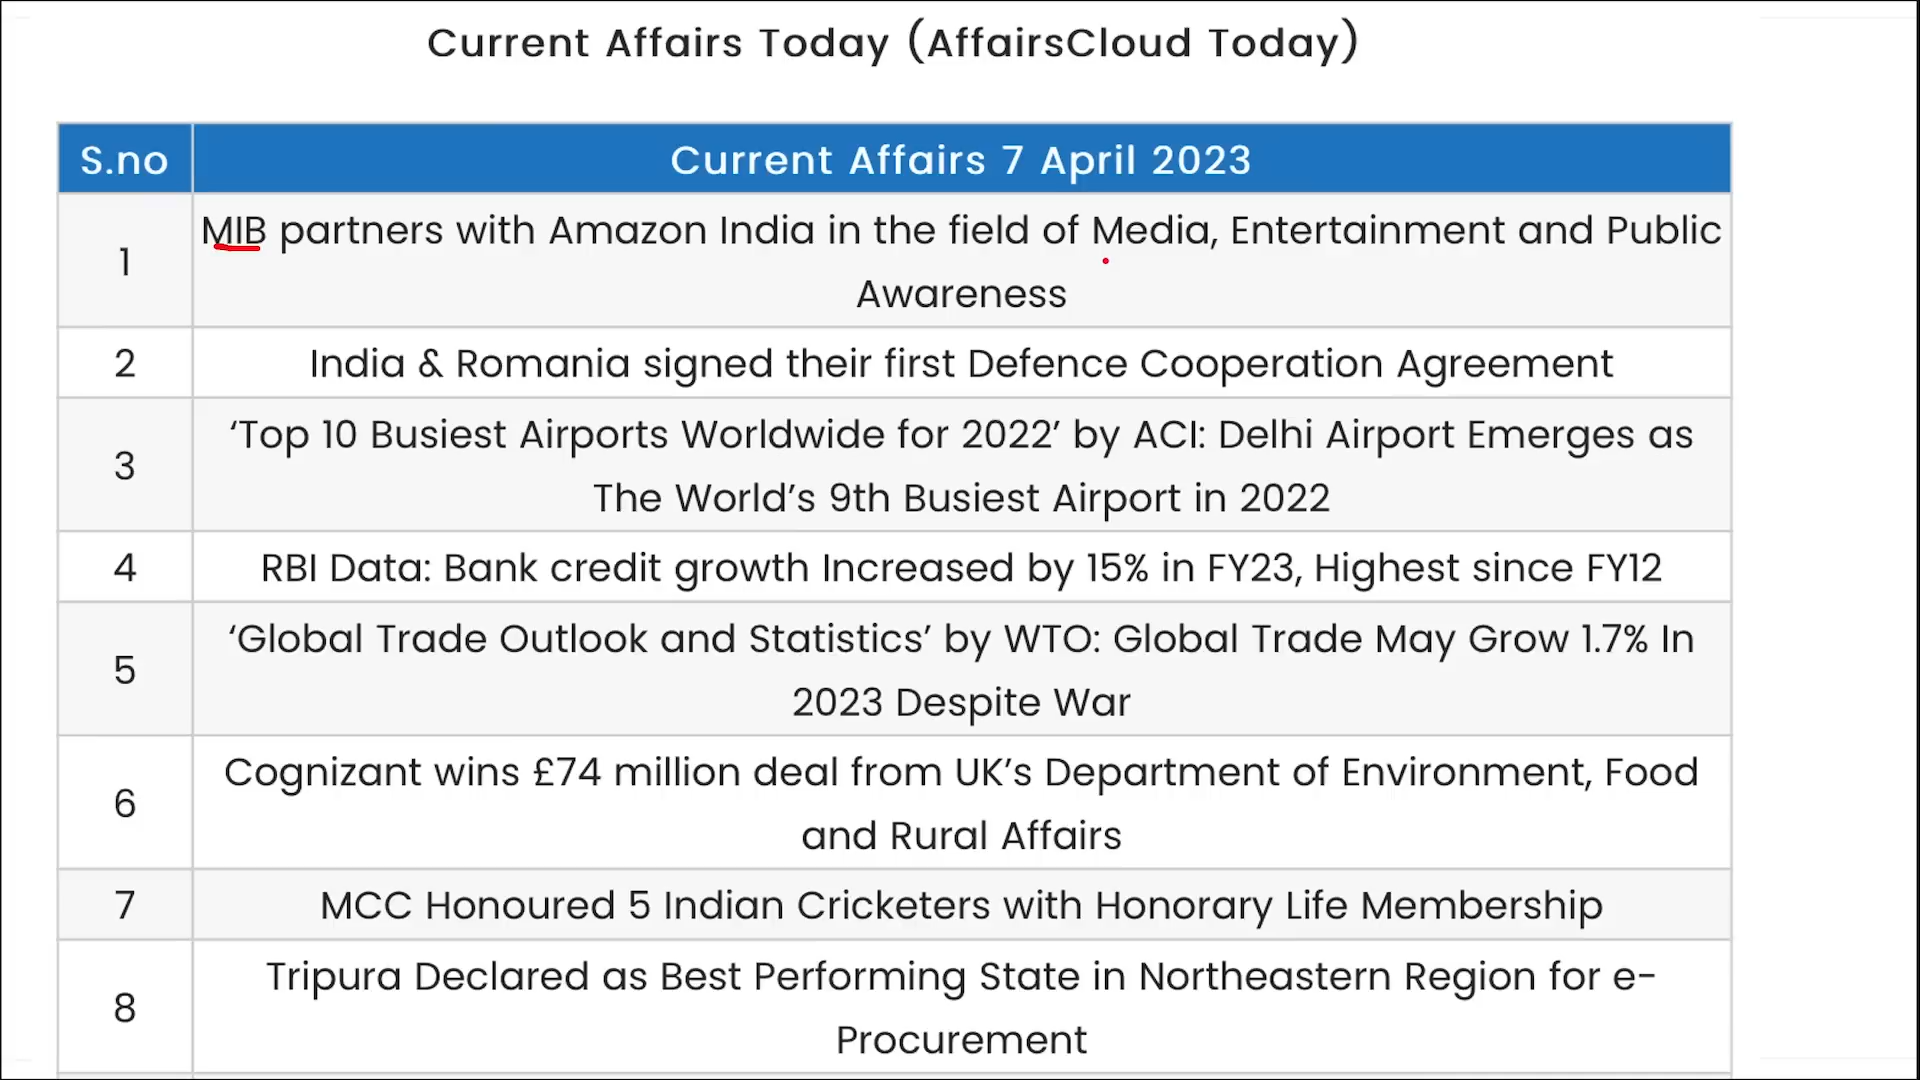 Current Affairs Today (AffairsCloud Today)
S.no Current Affairs 7 April 2023
1 MIB partners with Amazon India in the field of Media, Entertainment and Public
Awareness
2 India & Romania signed their first Defence Cooperation Agreement
3 ‘Top 10 Busiest Airports Worldwide for 2022’ by ACI: Delhi Airport Emerges as
The World’s 9th Busiest Airport in 2022
4 RBI Data: Bank credit growth Increased by 15% in FY23, Highest since FY12
5 ‘Global Trade Outlook and Statistics’ by WTO: Global Trade May Grow 1.7% In
2023 Despite War
6 Cognizant wins £74 million deal from UK’s Department of Environment, Food
and Rural Affairs
7 MCC Honoured 5 Indian Cricketers with Honorary Life Membership
8 Tripura Declared as Best Performing State in Northeastern Region for e-
Procurement